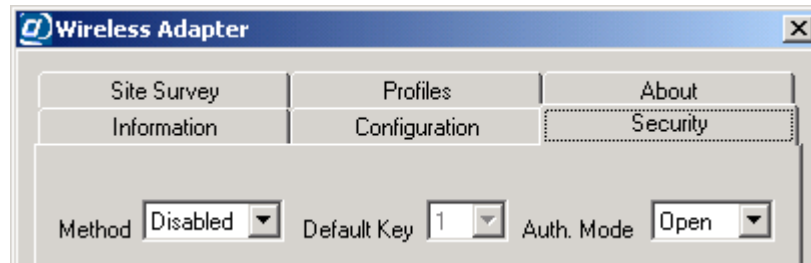 Wireless Adapter
Site Survey Profiles About
Information Configuration Security
Method Disabled Default Key 1 Auth. Mode Open